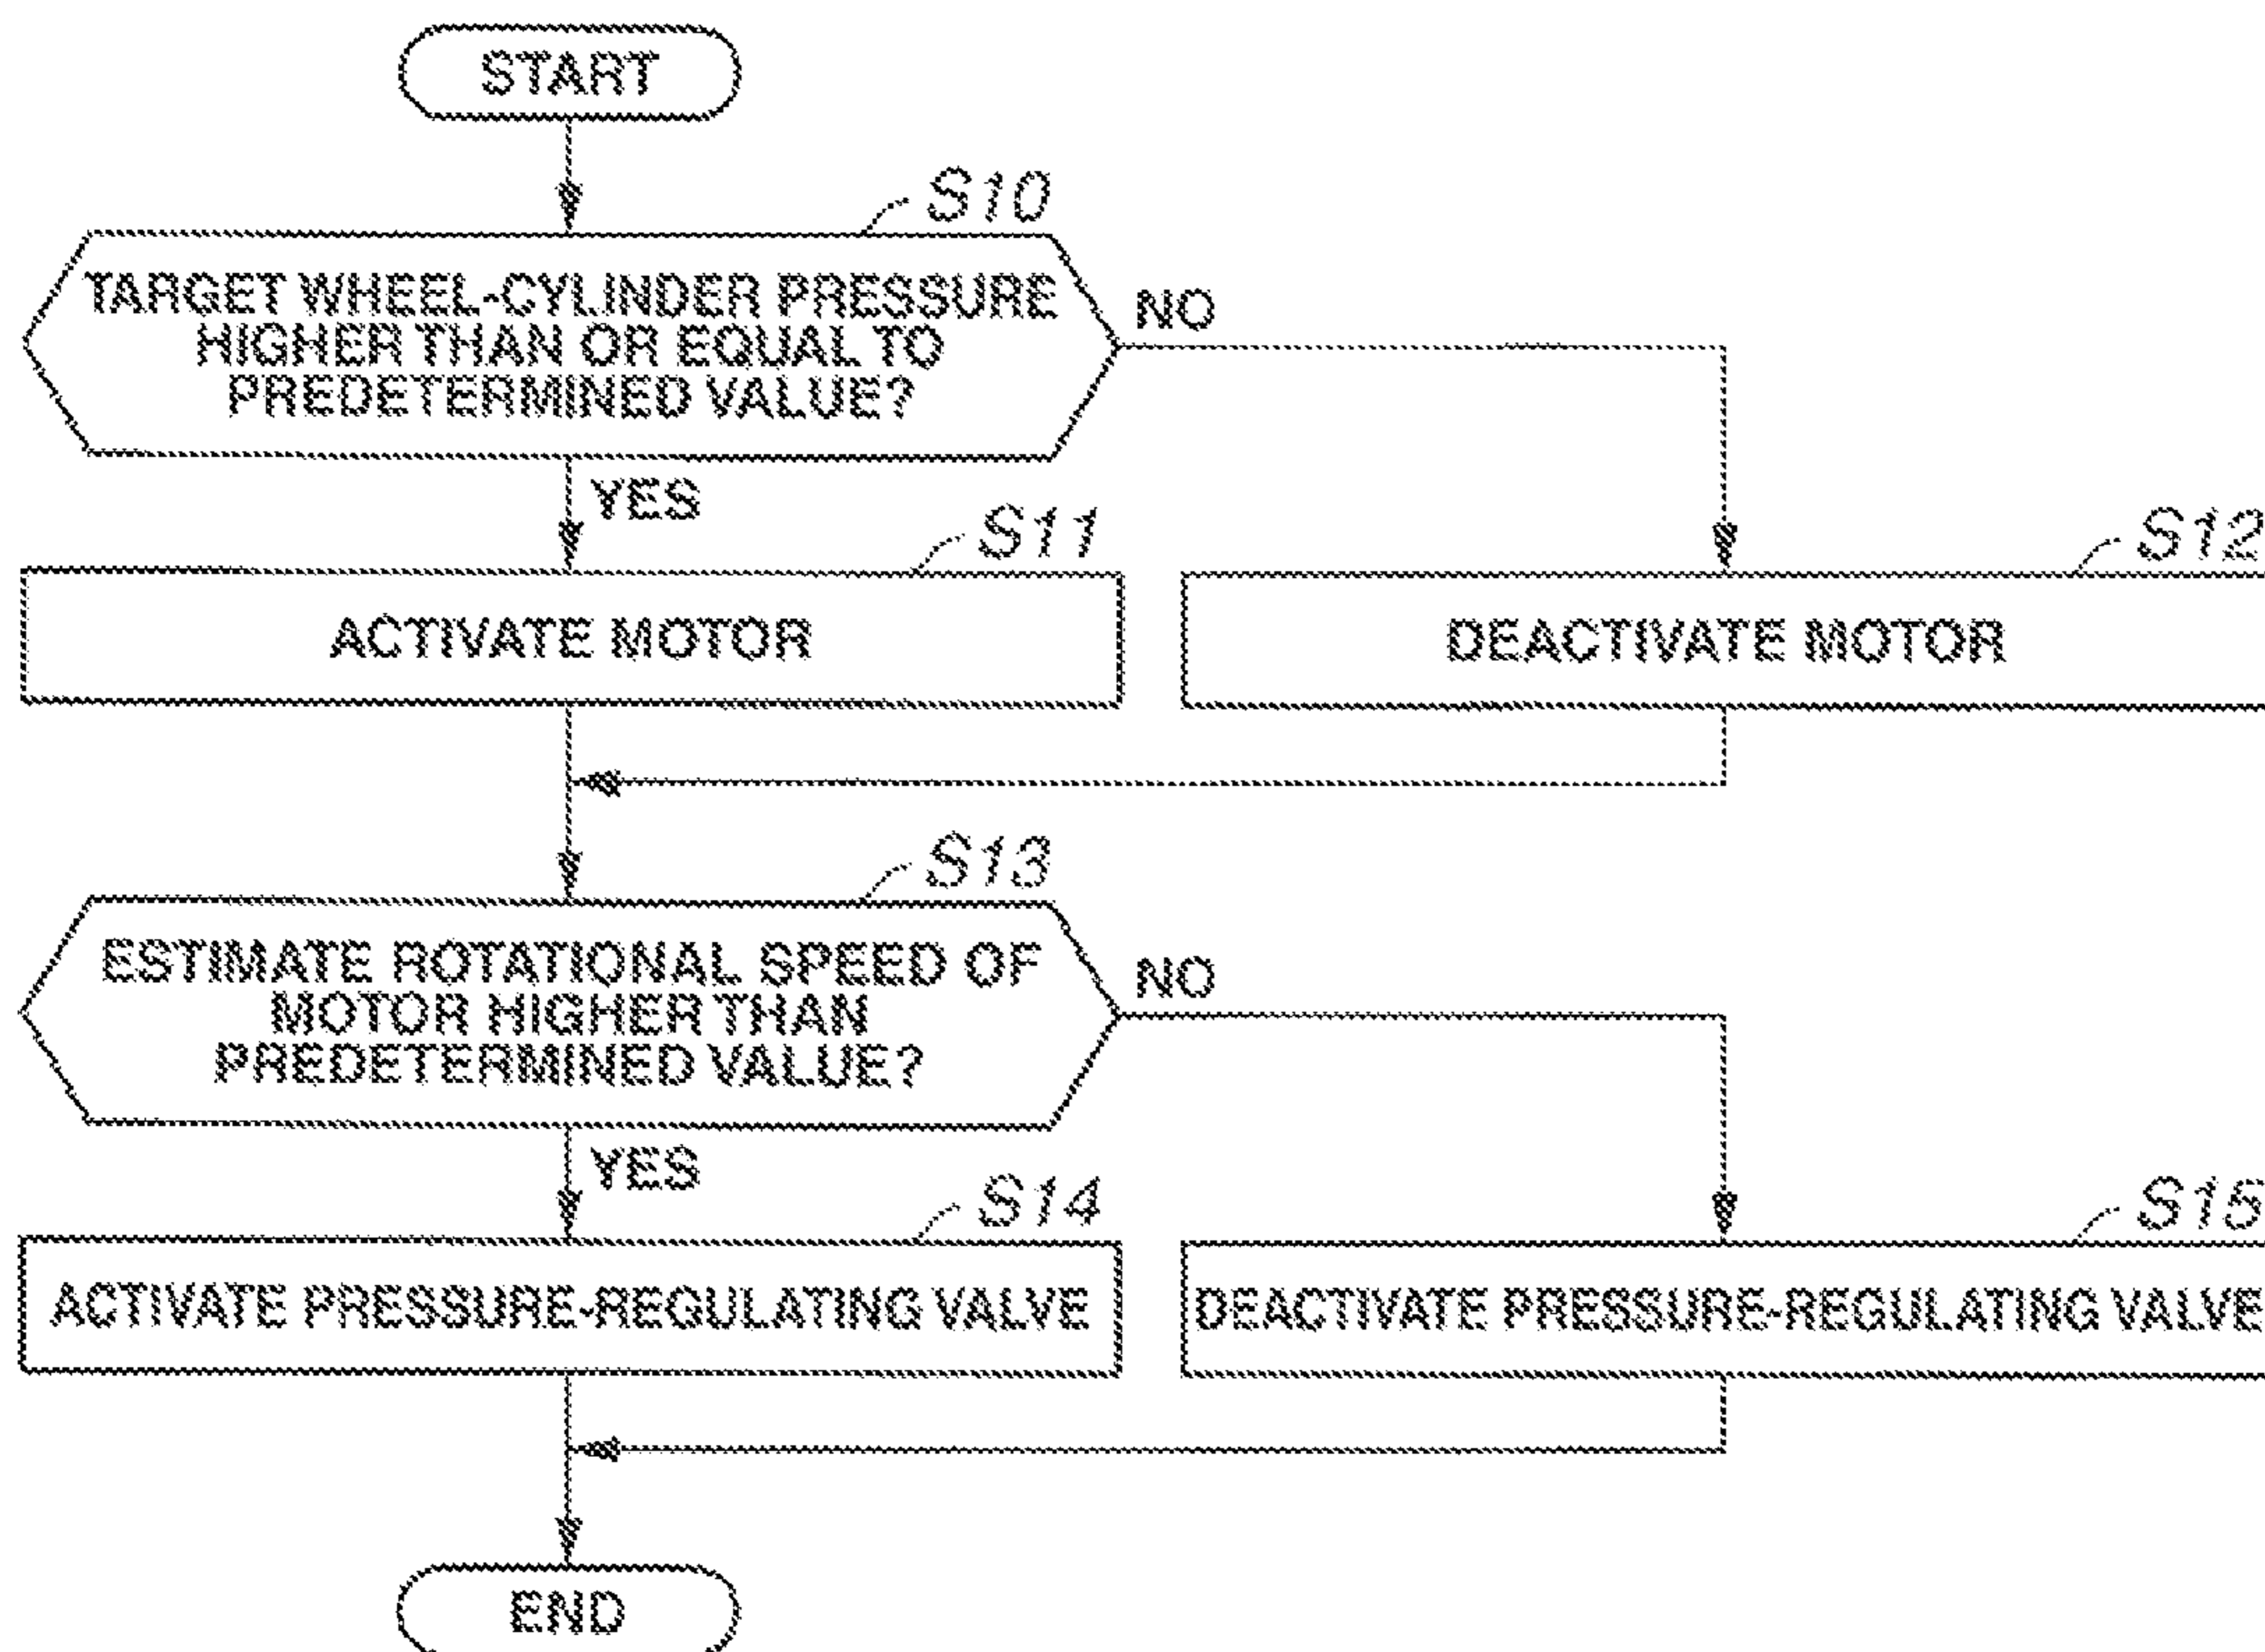 START
S10
TARGET WHEEL-CYLINDER PRESSURE
HIGHER THAN OR EQUAL TO
PREDETERMINED VALUE?
NO
YES
S11
S12
ACTIVATE MOTOR
DEACTIVATE MOTOR
S13
ESTIMATE ROTATIONAL SPEED OF
MOTOR HIGHER THAN
PREDETERMINED VALUE?
NO
YES
S14
S15
ACTIVATE PRESSURE-REGULATING VALVE
DEACTIVATE PRESSURE-REGULATING VALVE
END